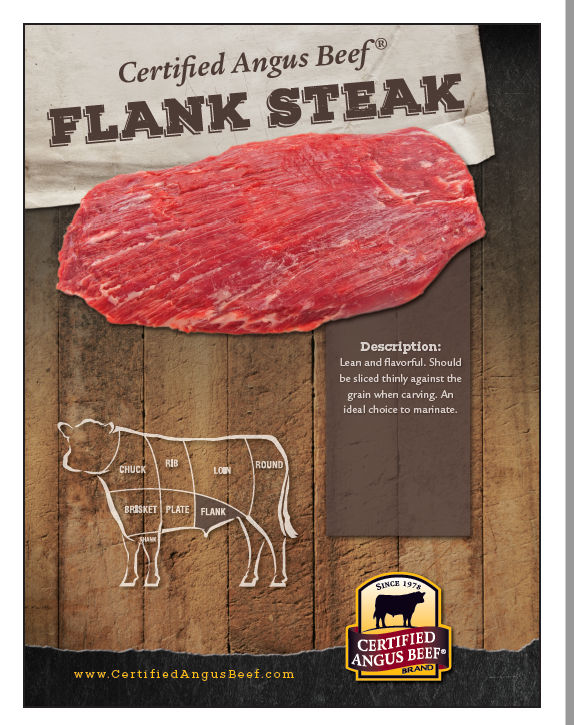 Certified Angus Beef®
FLANK STEAK
Description:
Lean and flavorful. Should
be sliced thinly against the
grain when carving. An
ideal choice to marinate.
CHUCK
RIB
LOIN
ROUND
BRISKET
PLATE
FLANK
SHANK
SINCE 1978
CERTIFIED
ANGUS BEEF®
BRAND
www.CertifiedAngusBeef.com